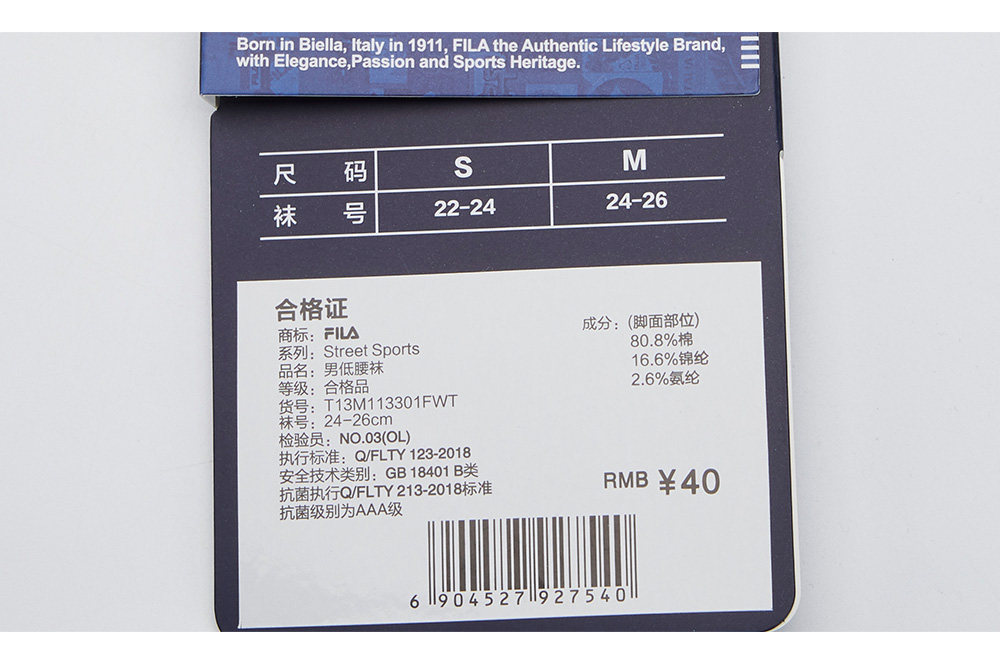 Born in Biella, Italy in 1911, FILA the Authentic Lifestyle Brand,
with Elegance,Passion and Sports Heritage.
尺 码 S M
袜 号 22-24 24-26
合格证
商标：FILA
系列：Street Sports
品名：男低腰袜
等级：合格品
货号：T13M113301FWT
袜号：24-26cm
检验员：NO.03(OL)
执行标准：Q/FLTY 123-2018
安全技术类别：GB 18401 B类
抗菌执行Q/FLTY 213-2018标准
抗菌级别为AAA级
成分：(脚面部位)
80.8%棉
16.6%锦纶
2.6%氨纶
RMB ¥40
6 904527 927540